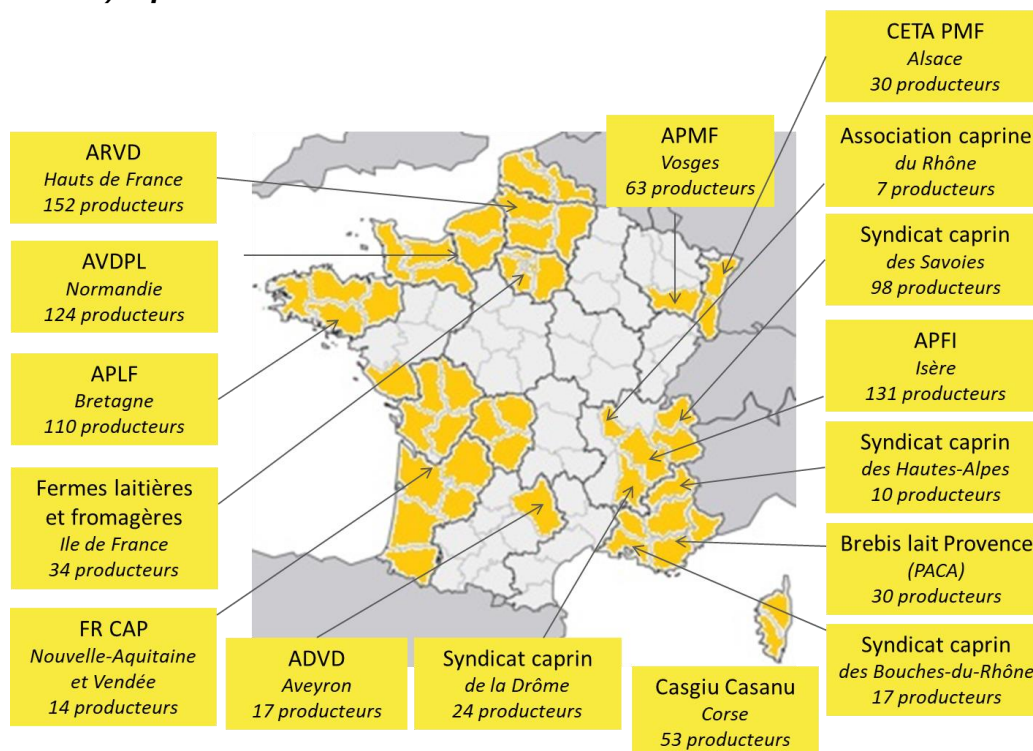 CETA PMF
Alsace
30 producteurs
ARVD
Hauts de France
152 producteurs
APMF
Vosges
63 producteurs
Association caprine
du Rhône
7 producteurs
AVDPL
Normandie
124 producteurs
Syndicat caprin
des Savoies
98 producteurs
APLF
Bretagne
110 producteurs
APFI
Isère
131 producteurs
Syndicat caprin
des Hautes-Alpes
10 producteurs
Fermes laitières
et fromagères
Ile de France
34 producteurs
Brebis lait Provence
(PACA)
30 producteurs
FR CAP
Nouvelle-Aquitaine
et Vendée
14 producteurs
ADVD
Aveyron
17 producteurs
Syndicat caprin
de la Drôme
24 producteurs
Casgiu Casanu
Corse
53 producteurs
Syndicat caprin
des Bouches-du-Rhône
17 producteurs